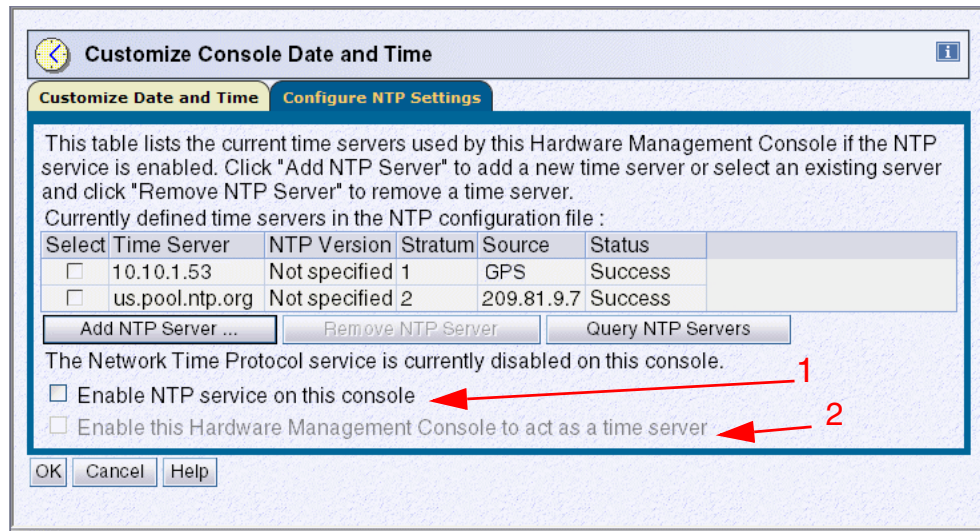 Customize Console Date and Time
i
Customize Date and Time Configure NTP Settings
This table lists the current time servers used by this Hardware Management Console if the NTP
service is enabled. Click "Add NTP Server" to add a new time server or select an existing server
and click "Remove NTP Server" to remove a time server.
Currently defined time servers in the NTP configuration file :
Select Time Server NTP Version Stratum Source Status
10.10.1.53 Not specified 1 GPS Success
us.pool.ntp.org Not specified 2 209.81.9.7 Success
Add NTP Server ... Remove NTP Server Query NTP Servers
The Network Time Protocol service is currently disabled on this console.
Enable NTP service on this console 1
Enable this Hardware Management Console to act as a time server 2
OK Cancel Help